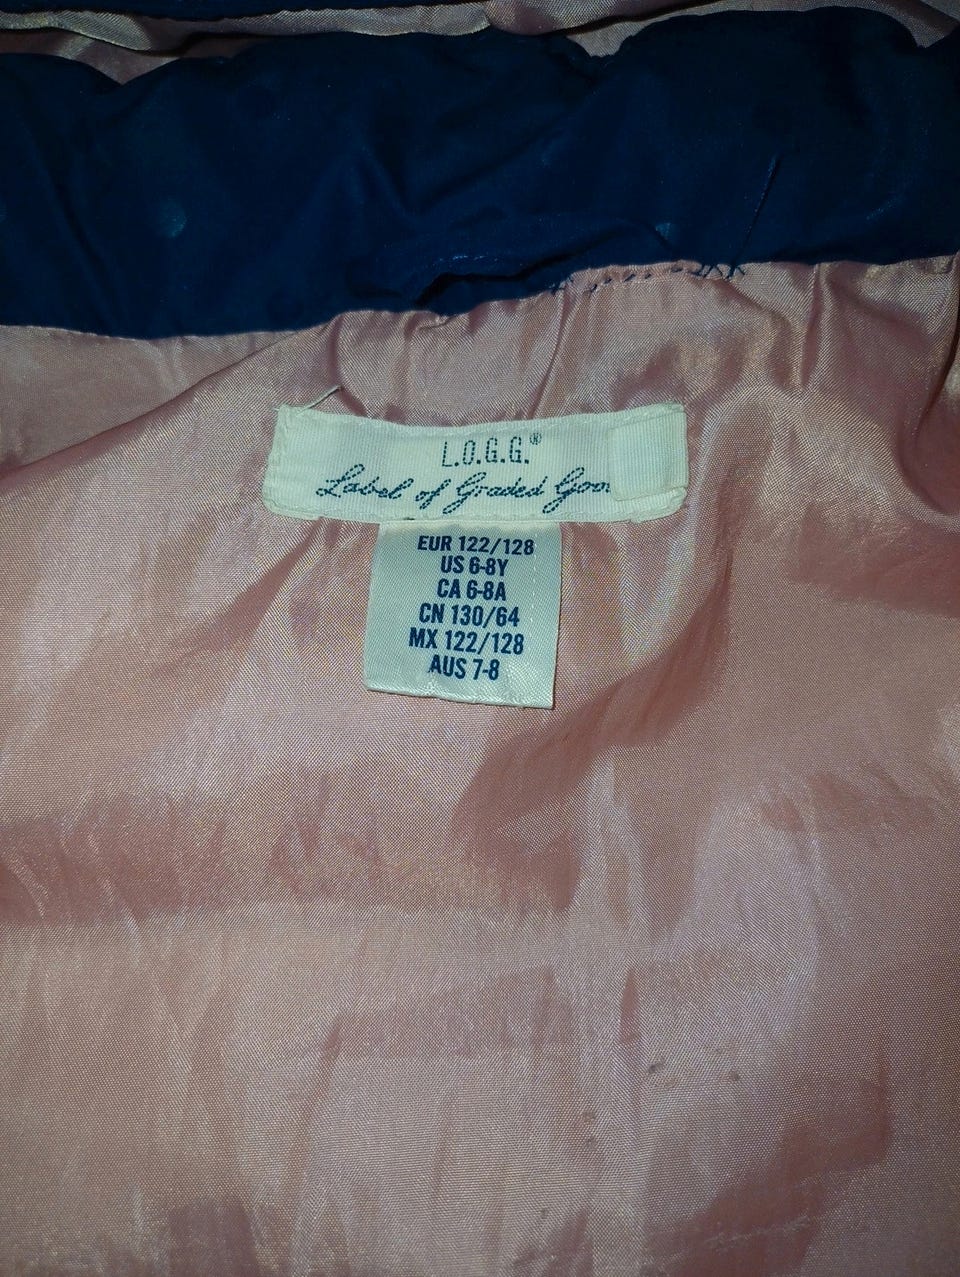 L.O.G.G.®
Label of Graded Goo
EUR 122/128
US 6-8Y
CA 6-8A
CN 130/64
MX 122/128
AUS 7-8